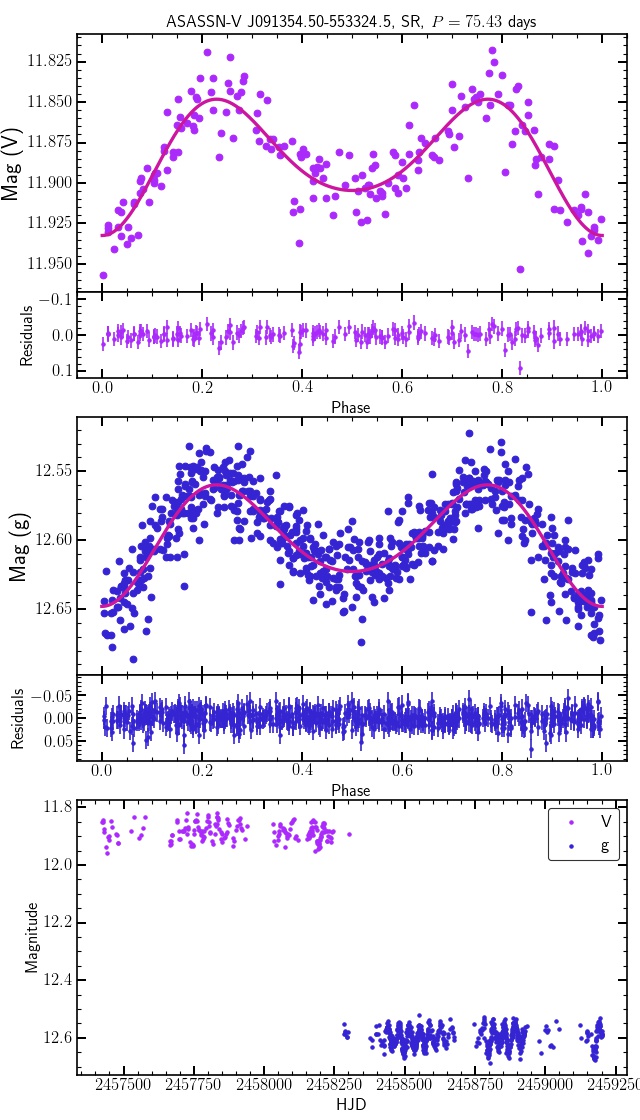 ASASSN-V J091354.50-553324.5, SR, P = 75.43 days
11.825
11.850
11.875
11.900
11.925
11.950
Mag (V)
−0.1
0.0
0.1
Residuals
0.0 0.2 0.4 0.6 0.8 1.0
Phase
12.55
12.60
12.65
Mag (g)
−0.05
0.00
0.05
Residuals
0.0 0.2 0.4 0.6 0.8 1.0
Phase
11.8
12.0
12.2
12.4
12.6
Magnitude
V
g
2457500 2457750 2458000 2458250 2458500 2458750 2459000 2459250
HJD